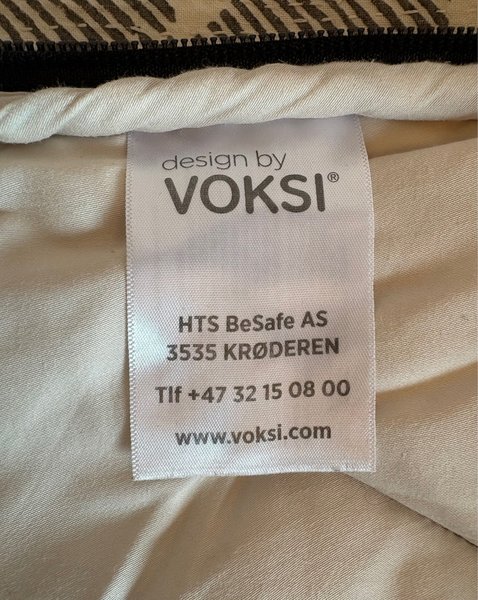 design by
VOKSI®
HTS BeSafe AS
3535 KRØDEREN
Tlf +47 32 15 08 00
www.voksi.com